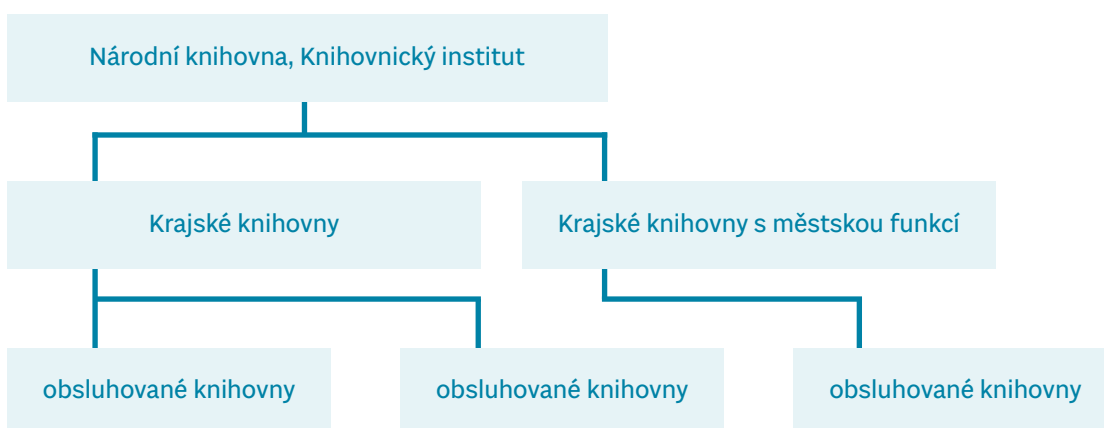 Národní knihovna, Knihovnický institut
Krajské knihovny
Krajské knihovny s městskou funkcí
obsluhované knihovny
obsluhované knihovny
obsluhované knihovny